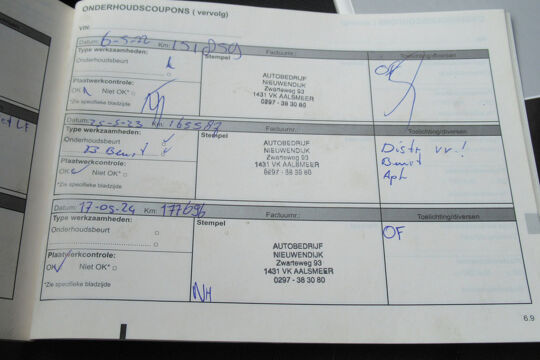 ONDERHOUDSCOUPONS ( vervolg)
VIN:
Datum: 6-5-22 Km: 151859 Factuurnr.: Toelichting/diversen
Type werkzaamheden: Stempel
Onderhoudsbeurt
AUTOBEDRIJF
NIEUWENDIJK
Zwarteweg 93
1431 VK AALSMEER
0297 - 38 30 80
OF
Plaatwerkcontrole:
OK Niet OK*
*Zie specifieke bladzijde
Datum: 25-5-23 Km: Factuurnr.: Toelichting/diversen
Type werkzaamheden: Stempel
Onderhoudsbeurt
Beurt
AUTOBEDRIJF
NIEUWENDIJK
Zwarteweg 93
1431 VK AALSMEER
0297 - 38 30 80
Distr vv!
Beurt
Plaatwerkcontrole:
OK Niet OK*
*Zie specifieke bladzijde
Datum: 17-05-24 Km: 177696 Factuurnr.: Toelichting/diversen
Type werkzaamheden: Stempel
Onderhoudsbeurt
AUTOBEDRIJF
NIEUWENDIJK
Zwarteweg 93
1431 VK AALSMEER
0297 - 38 30 80
OF
Plaatwerkcontrole:
OK Niet OK*
*Zie specifieke bladzijde
NH
6.9